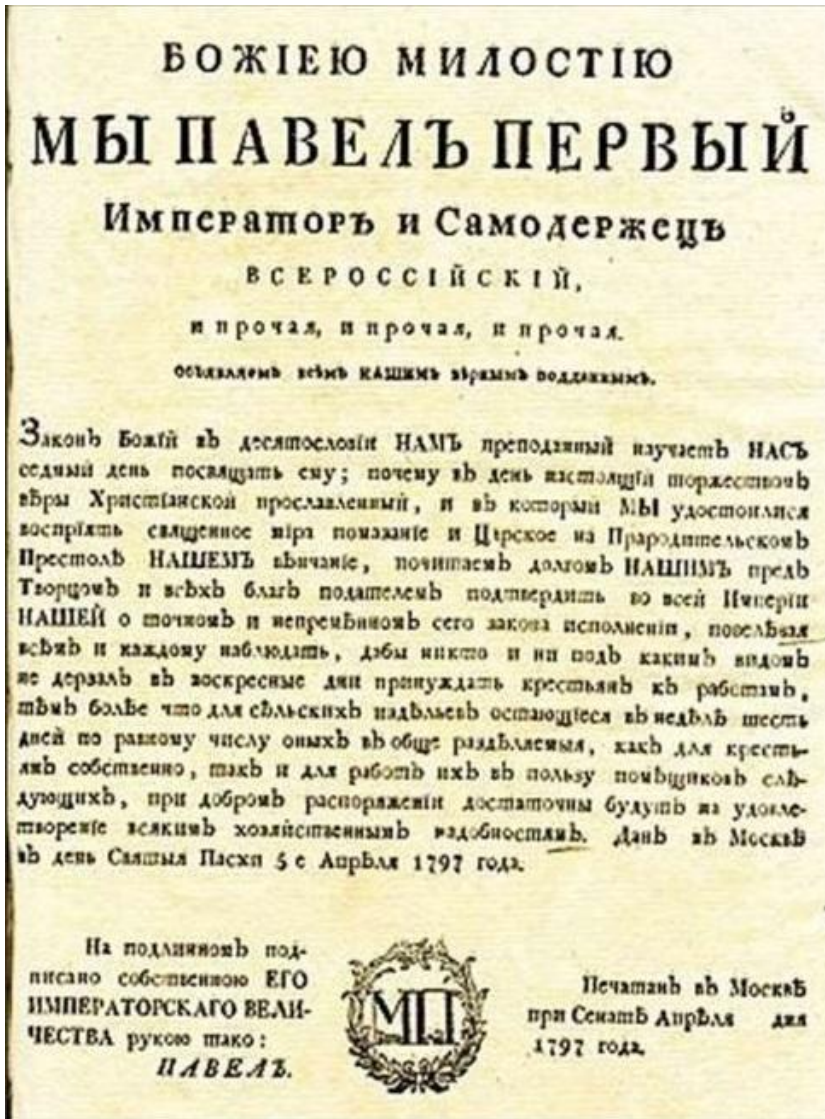 БОЖІЕЮ МИЛОСТІЮ
МЫ ПАВЕЛЪ ПЕРВЫЙ
Императоръ и Самодержецъ
ВСЕРОССІЙСКІЙ,
и прочая, и прочая, и прочая.
Объявляемъ всѣмъ НАШИМЪ вѣрнымъ подданнымъ.
Законъ Божій въ десятословіи НАМЪ преподанный научаетъ НАСЪ
седмый день посвящать ему; почему въ день настоящій торжествомъ
вѣры Христіанской прославленный, и въ который МЫ удостоилися
воспріять священное мѵра помазаніе и Царское на Прародительскомъ
Престолѣ НАШЕМЪ вѣнчаніе, почитаемъ долгомъ НАШИМЪ предъ
Творцомъ и всѣхъ благъ подателемъ подтвердить во всей Имперіи
НАШЕЙ о точномъ и непремѣнномъ сего закона исполненіи, повелѣвая
всѣмъ и каждому наблюдать, дабы никто и ни подъ какимъ видомъ
не дерзалъ въ воскресные дни принуждать крестьянъ къ работамъ,
тѣмъ болѣе что для сѣльскихъ издѣльевъ остающіеся въ недѣлѣ шесть
дней по равному числу оныхъ въ обще раздѣляемыя, какъ для кресть-
янъ собственно, такъ и для работъ ихъ въ пользу помѣщиковъ слѣ-
дующихъ, при добромъ распоряженіи достаточны будутъ на удовле-
твореніе всякимъ хозяйственнымъ надобностямъ. Данъ въ Москвѣ
въ день Святыя Пасхи 5 е Апрѣля 1797 года.
На подлинномъ под-
писано собственною ЕГО
ИМПЕРАТОРСКАГО ВЕЛИ-
ЧЕСТВА рукою тако:
ПАВЕЛЪ.
МП
Печатанъ въ Москвѣ
при Сенатѣ Апрѣля дня
1797 года.